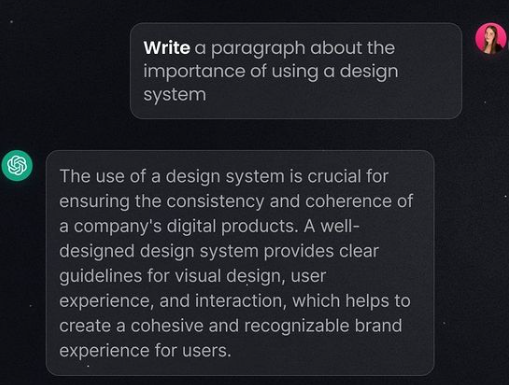 Write a paragraph about the
importance of using a design
system
The use of a design system is crucial for
ensuring the consistency and coherence of
a company's digital products. A well-
designed design system provides clear
guidelines for visual design, user
experience, and interaction, which helps to
create a cohesive and recognizable brand
experience for users.